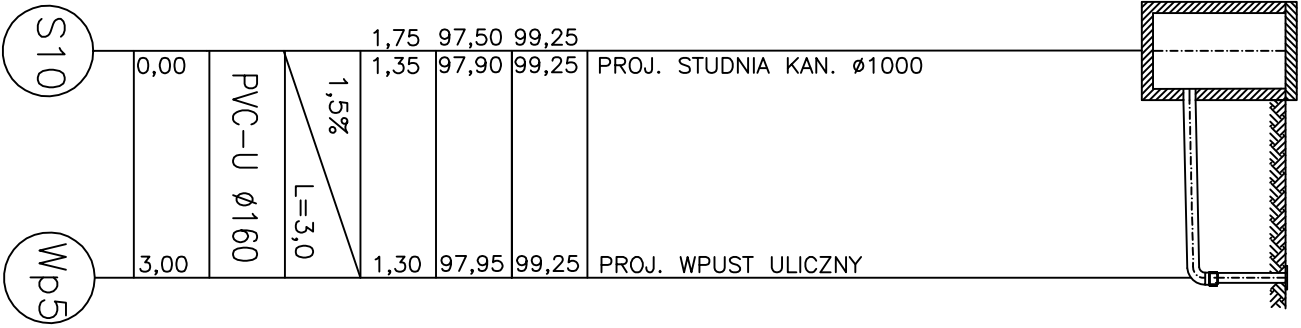 S10
1,75 97,50 99,25
0,00 1,35 97,90 99,25 PROJ. STUDNIA KAN. ø1000
PVC-U ø160
1,5%
L=3,0
Wp5
3,00 1,30 97,95 99,25 PROJ. WPUST ULICZNY